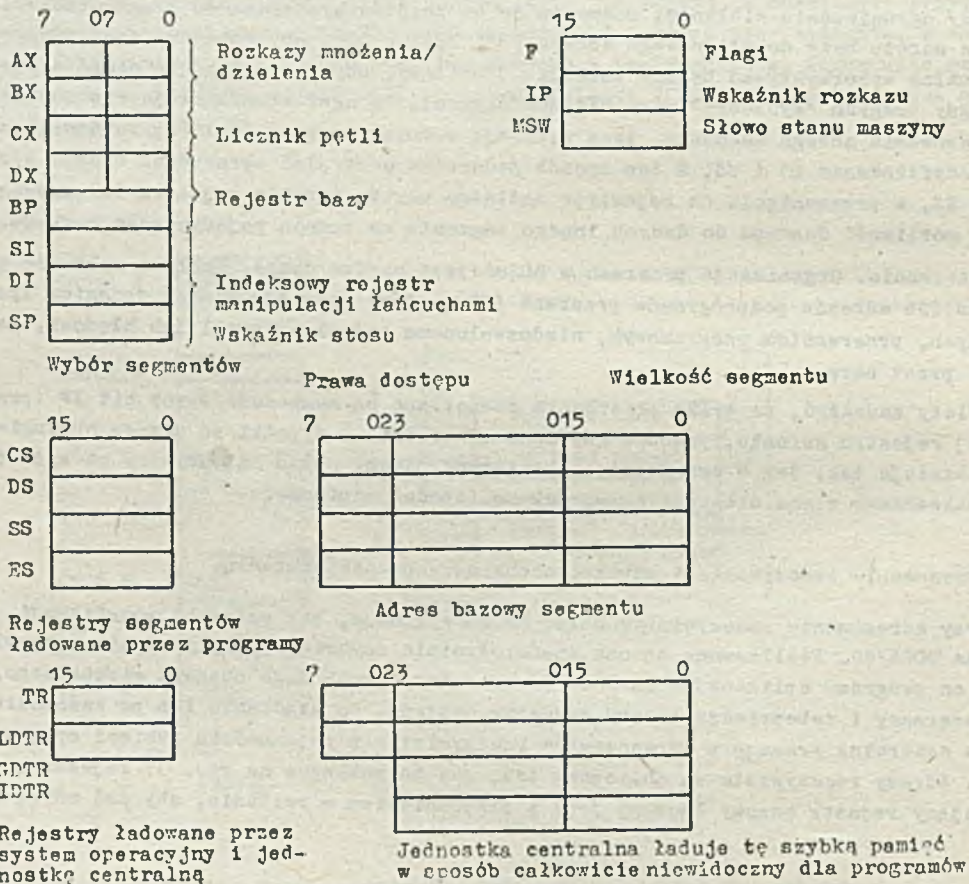 7 07 0
AX
BX
CX
DX
BP
SI
DI
SP
Rozkazy mnożenia/
dzielenia
Licznik pętli
Rejestr bazy
Indeksowy rejestr
manipulacji łańcuchami
Wskaźnik stosu
15 0
F Flagi
IP Wskaźnik rozkazu
MSW Słowo stanu maszyny
Wybór segmentów
Prawa dostępu
Wielkość segmentu
15 0
CS
DS
SS
ES
7 023 015 0
Adres bazowy segmentu
Rejestry segmentów
ładowane przez programy
15 0
TR
LDTR
GDTR
IDTR
7 023 015 0
Rejestry ładowane przez
system operacyjny i jed-
nostkę centralną
Jednostka centralna ładuje tę szybką pamięć
w sposób całkowicie niewidoczny dla programów